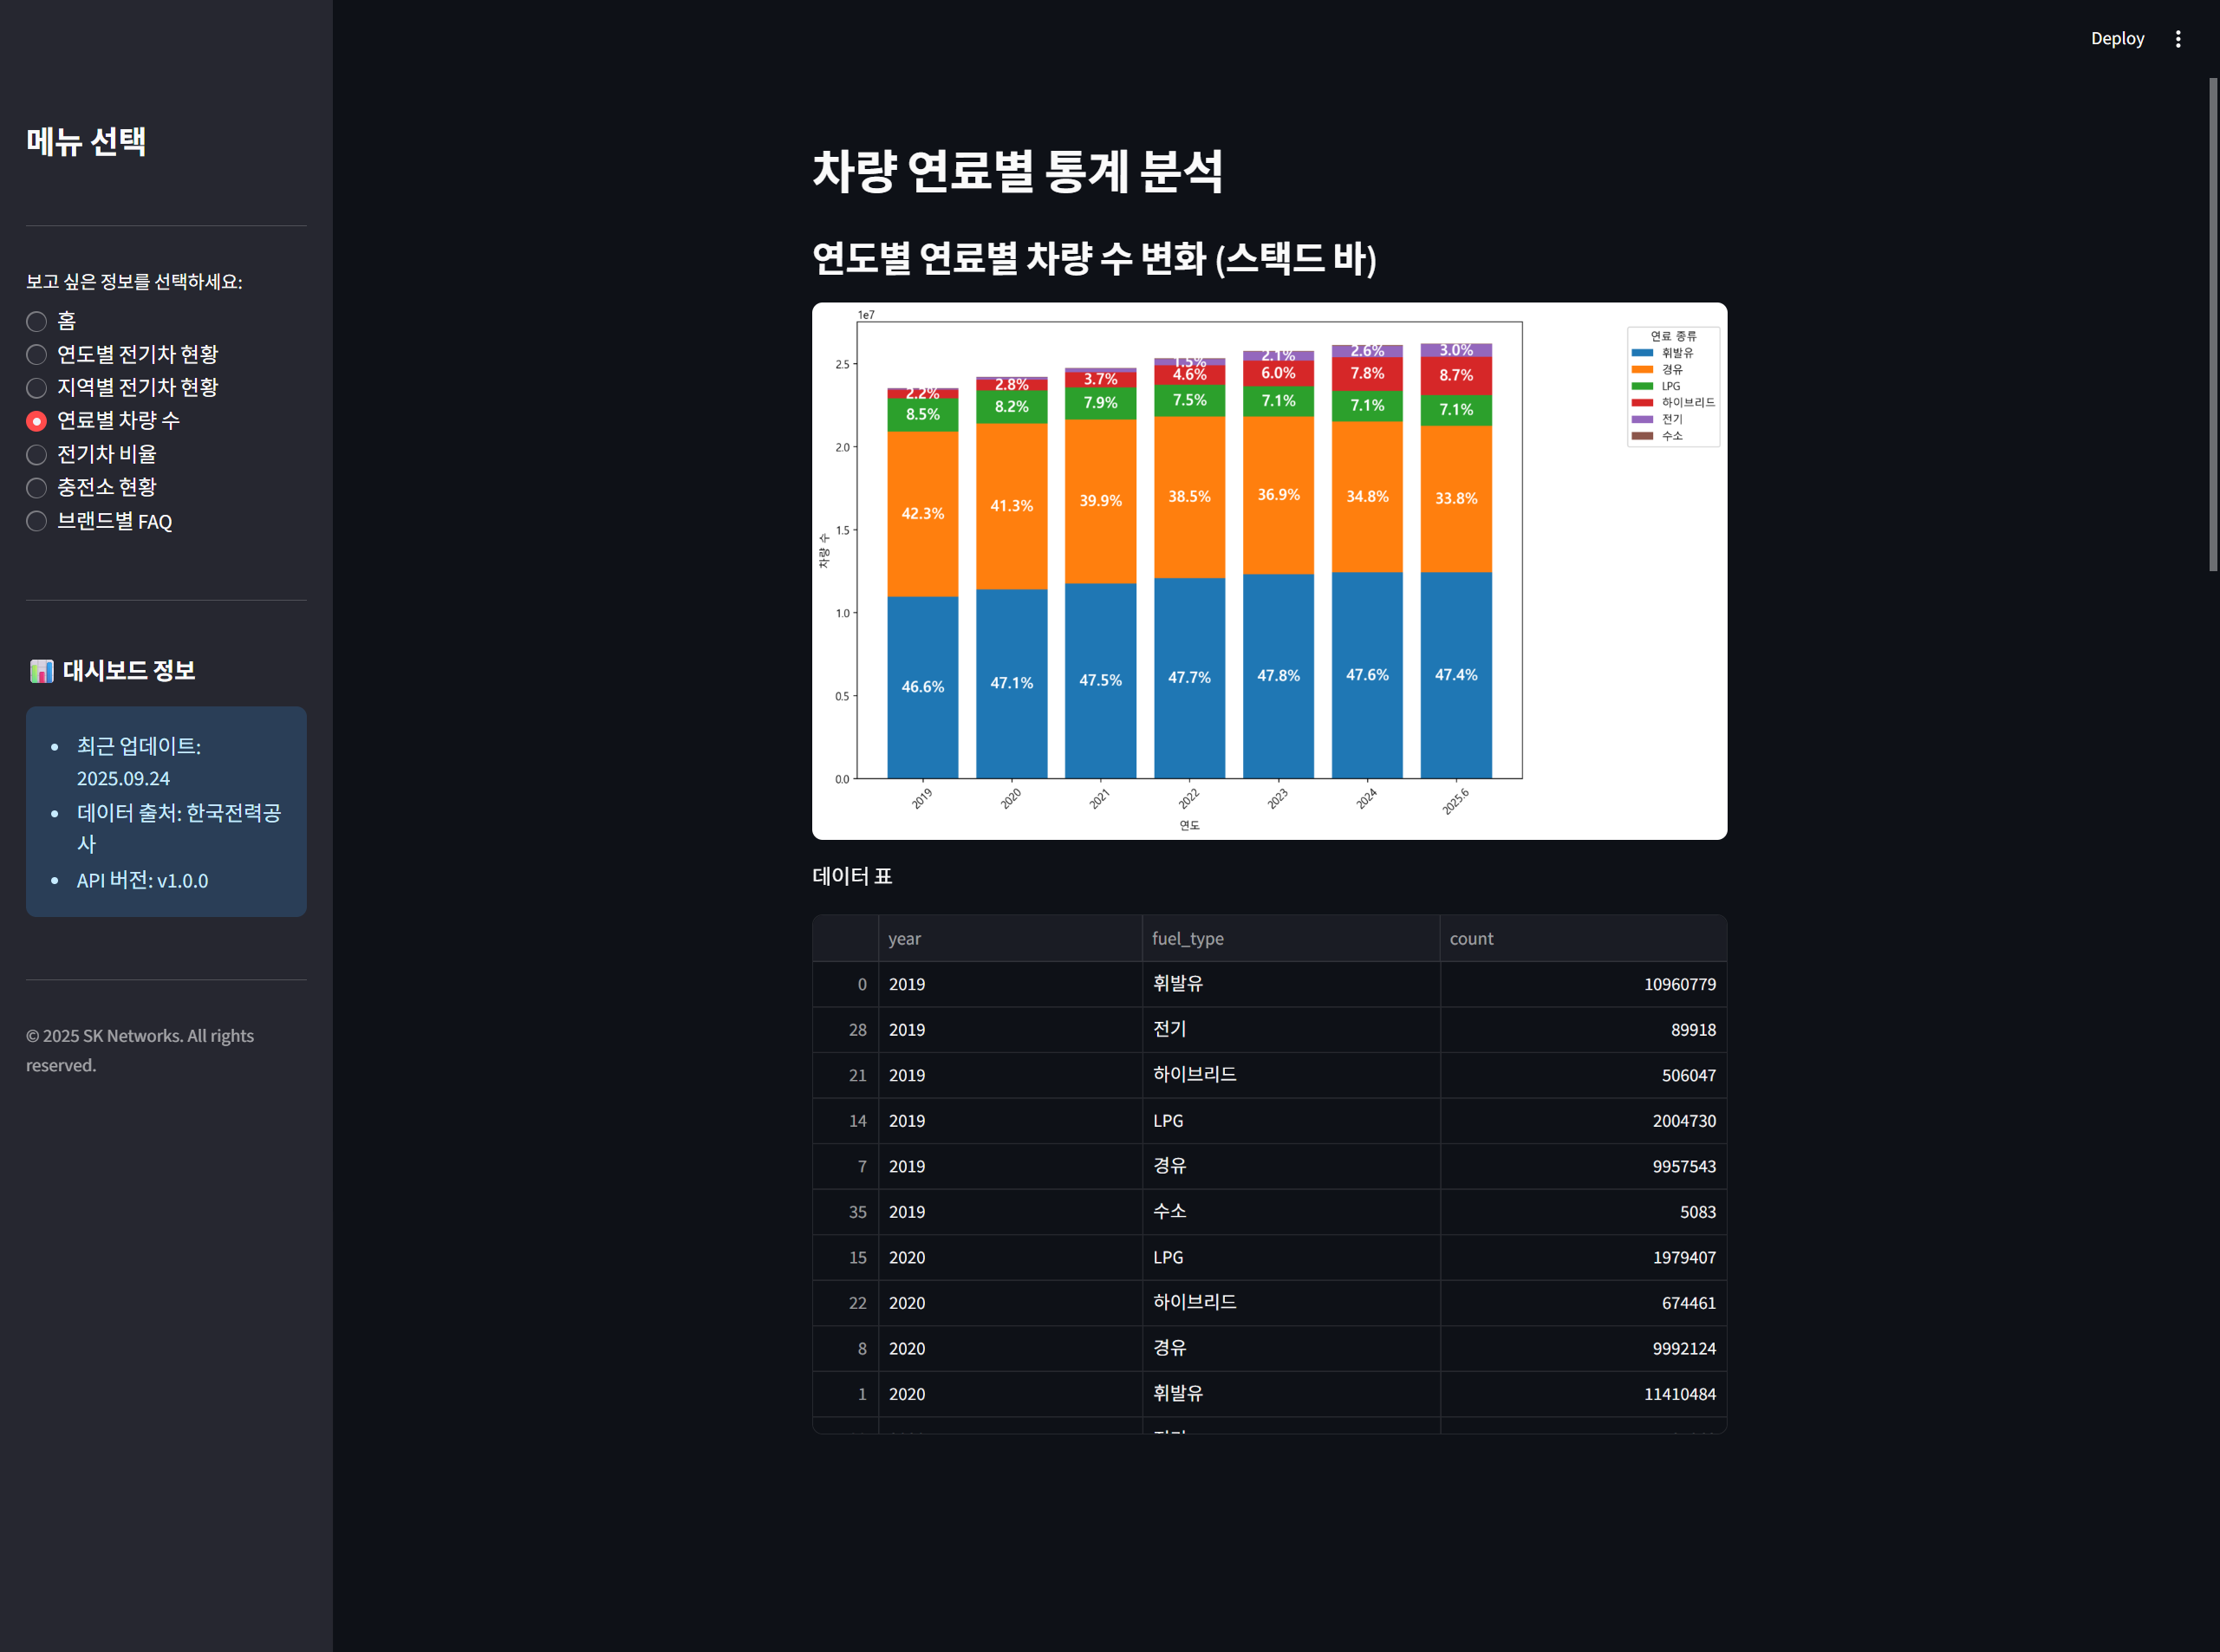 Deploy
메뉴 선택
보고 싶은 정보를 선택하세요:
홈
연도별 전기차 현황
지역별 전기차 현황
연료별 차량 수
전기차 비율
충전소 현황
브랜드별 FAQ
📊 대시보드 정보
최근 업데이트:
2025.09.24
데이터 출처: 한국전력공
사
API 버전: v1.0.0
© 2025 SK Networks. All rights
reserved.
차량 연료별 통계 분석
연도별 연료별 차량 수 변화 (스택드 바)
1e7
2.5
2.0
1.5
1.0
0.5
0.0
차량 수
2.2% 2.8% 3.7% 1.5% 2.1% 2.6% 3.0%
4.6% 6.0% 7.8% 8.7%
8.5% 8.2% 7.9% 7.5% 7.1% 7.1% 7.1%
42.3% 41.3% 39.9% 38.5% 36.9% 34.8% 33.8%
46.6% 47.1% 47.5% 47.7% 47.8% 47.6% 47.4%
2019 2020 2021 2022 2023 2024 2025.6
연도
연료 종류
휘발유
경유
LPG
하이브리드
전기
수소
데이터 표
year fuel_type count
0 2019 휘발유 10960779
28 2019 전기 89918
21 2019 하이브리드 506047
14 2019 LPG 2004730
7 2019 경유 9957543
35 2019 수소 5083
15 2020 LPG 1979407
22 2020 하이브리드 674461
8 2020 경유 9992124
1 2020 휘발유 11410484